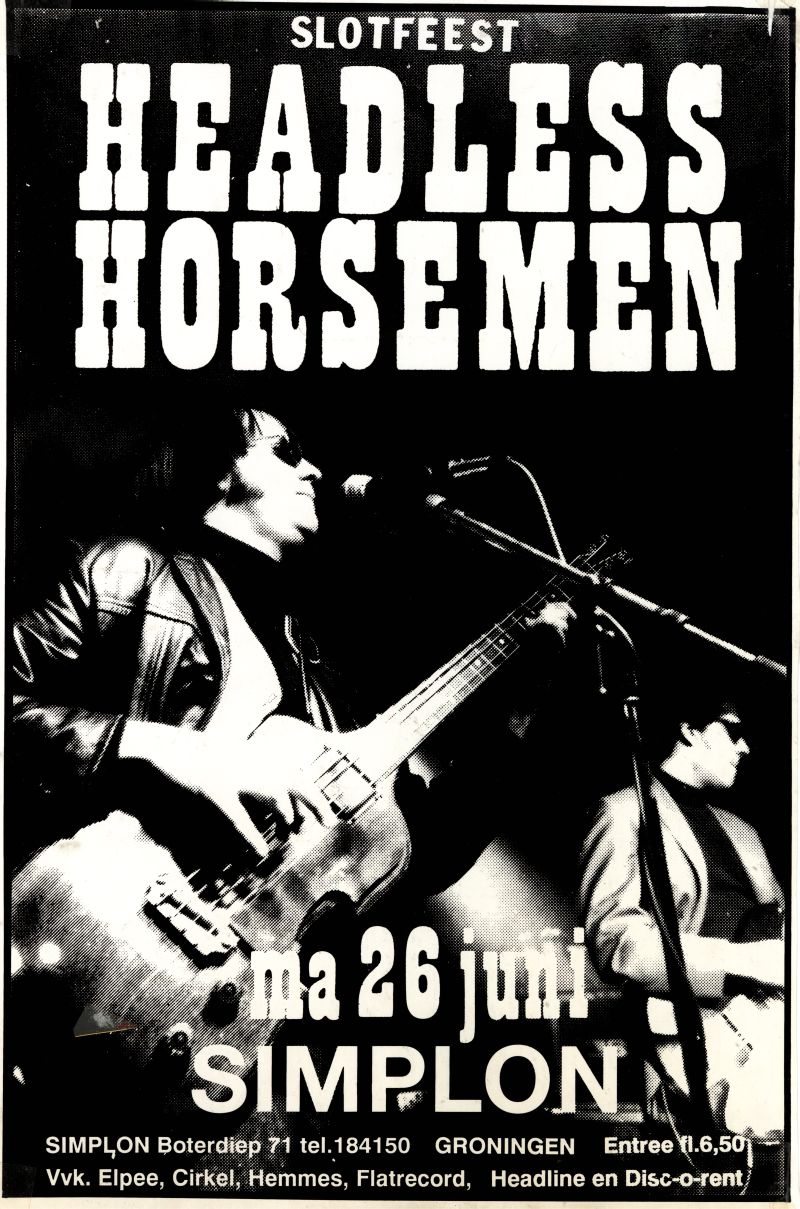 SLOTFEEST
HEADLESS
HORSEMEN
ma 26 juni
SIMPLON
SIMPLON Boterdiep 71 tel.184150 GRONINGEN Entree fl.6,50
Vvk. Elpee, Cirkel, Hemmes, Flatrecord, Headline en Disc-o-rent